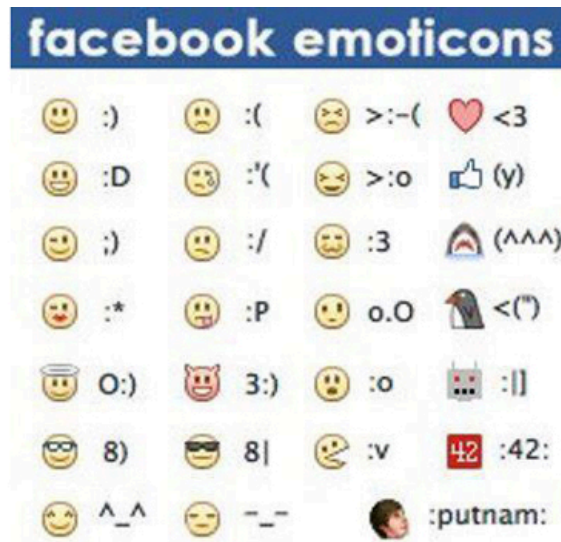 facebook emoticons
:) :( >:-( <3
:D :'( >:o (y)
;) :/ :3 (^^^)
:* :P o.O <(")
O:) 3:) :o :|]
8) 8| :v 42 :42:
^_^ -_- :putnam: